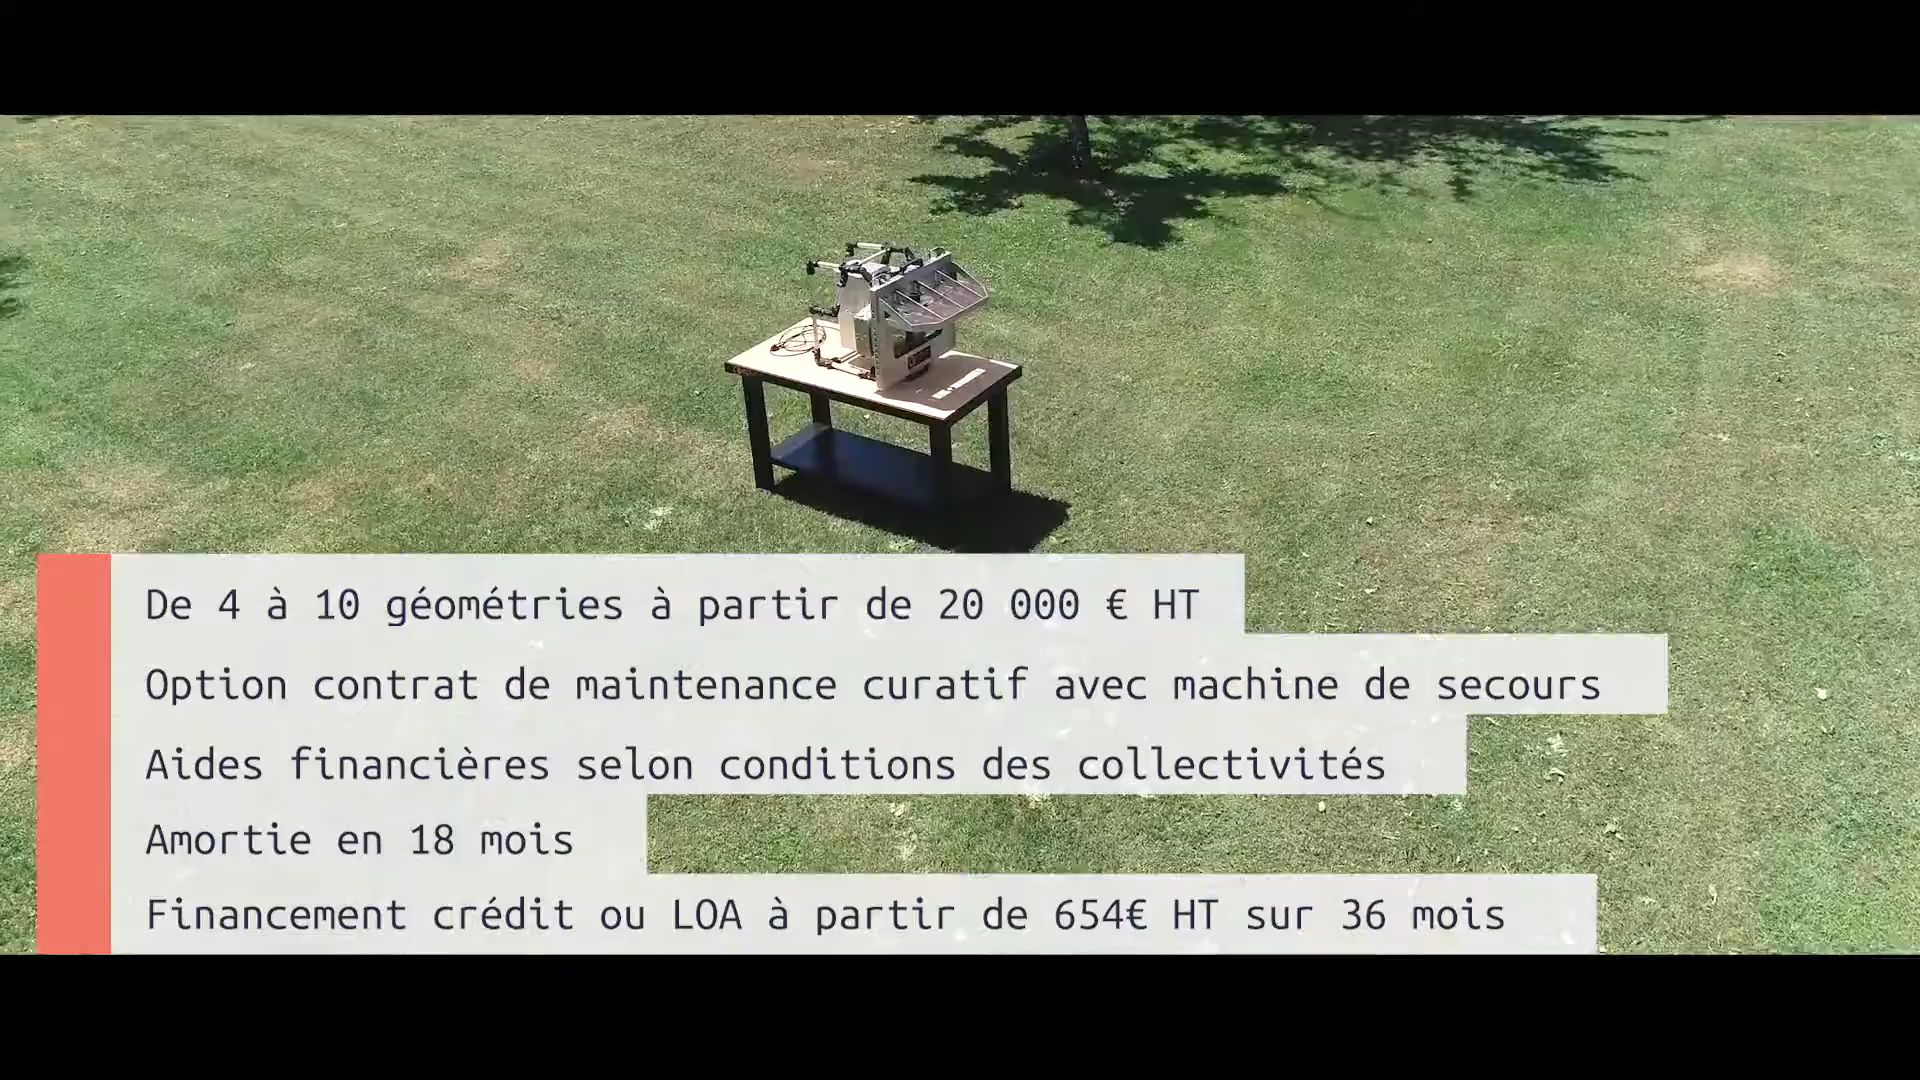 De 4 à 10 géométries à partir de 20 000 € HT
Option contrat de maintenance curatif avec machine de secours
Aides financières selon conditions des collectivités
Amortie en 18 mois
Financement crédit ou LOA à partir de 654€ HT sur 36 mois